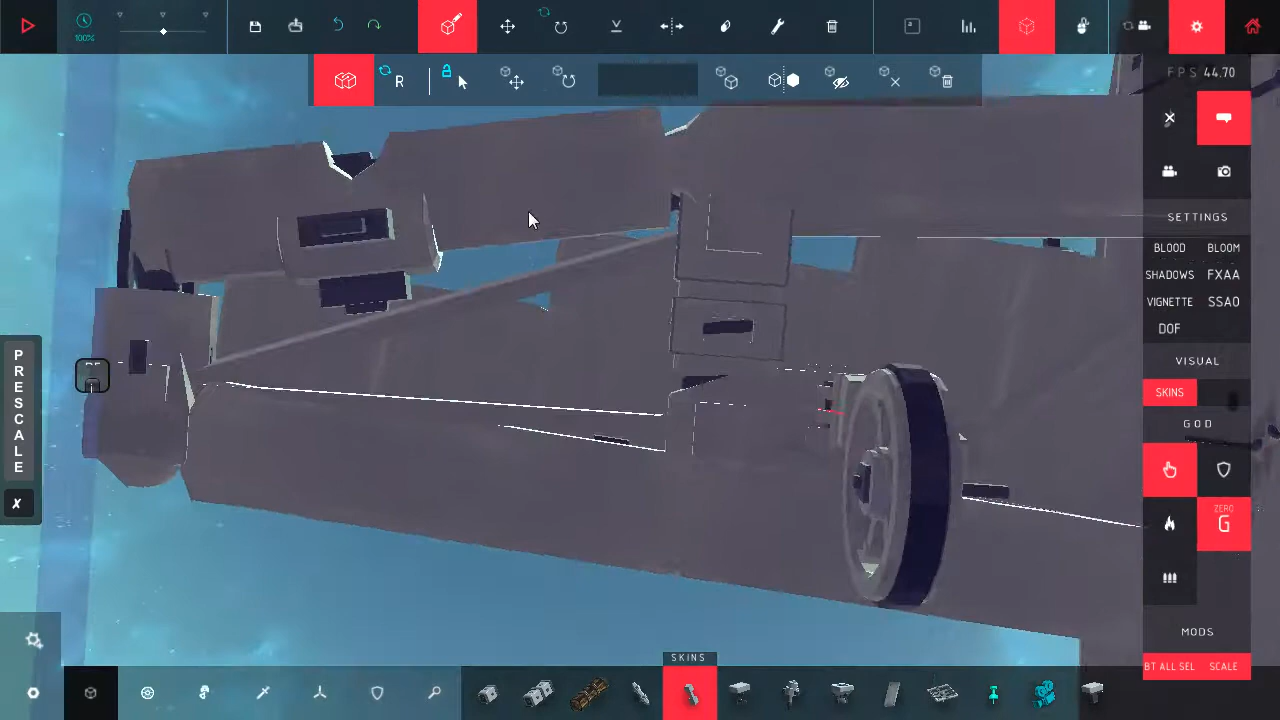 100%
R
FPS 44.70
SETTINGS
BLOOD BLOOM
SHADOWS FXAA
VIGNETTE SSAO
DOF
VISUAL
SKINS
GOD
ZERO
G
MODS
BT ALL SEL SCALE
PRESCALE
✗
SKINS